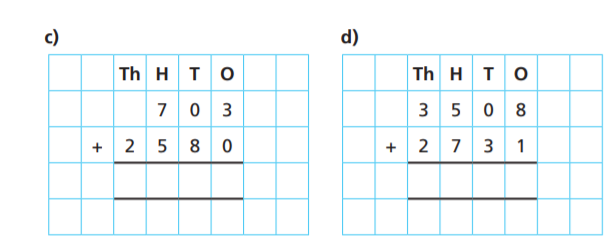 c)
Th H T O
7 0 3
+ 2 5 8 0
d)
Th H T O
3 5 0 8
+ 2 7 3 1